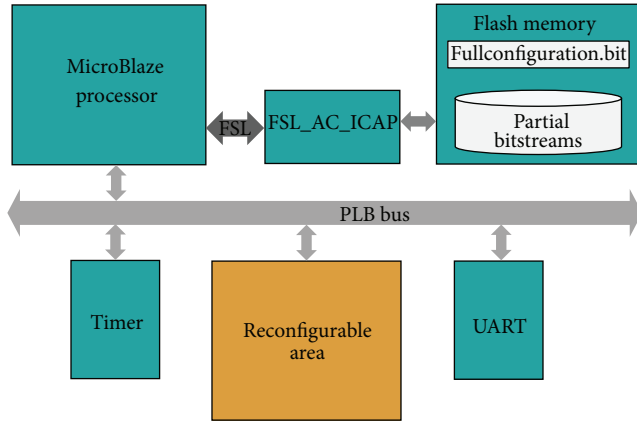 MicroBlaze
processor
FSL
FSL_AC_ICAP
Flash memory
Fullconfiguration.bit
Partial
bitstreams
PLB bus
Timer
Reconfigurable
area
UART